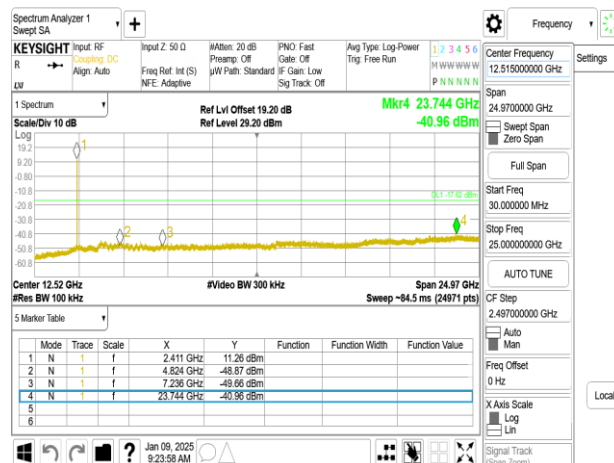 Spectrum Analyzer 1
Swept SA
+
Frequency
Settings
KEYSIGHT
R
LXI
Input: RF
Coupling: DC
Align: Auto
Input Z: 50 Ω
Freq Ref: Int (S)
NFE: Adaptive
#Atten: 20 dB
Preamp: Off
µW Path: Standard
PNO: Fast
Gate: Off
IF Gain: Low
Sig Track: Off
Avg Type: Log-Power
Trig: Free Run
1 2 3 4 5 6
M W W W W W
P N N N N N
1 Spectrum
Scale/Div 10 dB
Ref Lvl Offset 19.20 dB
Ref Level 29.20 dBm
Mkr4 23.744 GHz
-40.96 dBm
Log
19.2
9.20
-0.80
-10.8
-20.8
-30.8
-40.8
-50.8
-60.8
1
2
3
4
DL1 -17.62 dBm
Center 12.52 GHz
#Video BW 300 kHz
Span 24.97 GHz
#Res BW 100 kHz
Sweep ~84.5 ms (24971 pts)
5 Marker Table
Mode Trace Scale X Y Function Function Width Function Value
1 N 1 f 2.411 GHz 11.26 dBm
2 N 1 f 4.824 GHz -48.87 dBm
3 N 1 f 7.236 GHz -49.66 dBm
4 N 1 f 23.744 GHz -40.96 dBm
5
6
?
Jan 09, 2025
9:23:58 AM
Center Frequency
12.515000000 GHz
Span
24.9700000 GHz
Swept Span
Zero Span
Full Span
Start Freq
30.000000 MHz
Stop Freq
25.000000000 GHz
AUTO TUNE
CF Step
2.497000000 GHz
Auto
Man
Freq Offset
0 Hz
X Axis Scale
Log
Lin
Signal Track
(Span Zoom)
Local